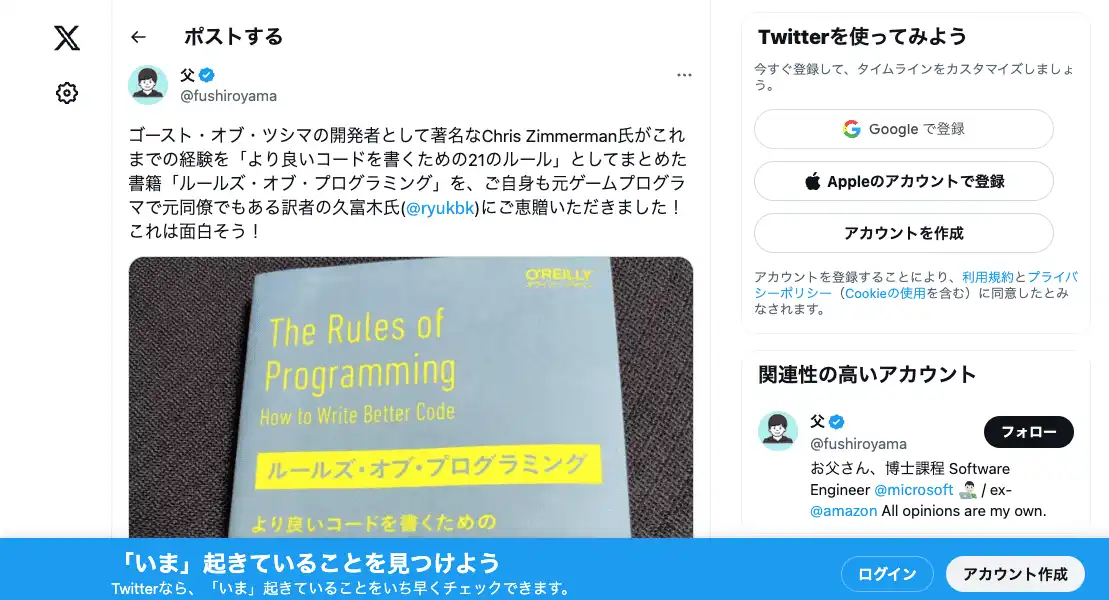 ポストする
父
@fushiroyama
ゴースト・オブ・ツシマの開発者として著名なChris Zimmerman氏がこれ
までの経験を「より良いコードを書くための21のルール」としてまとめた
書籍「ルールズ・オブ・プログラミング」を、ご自身も元ゲームプログラ
マで元同僚でもある訳者の久富木氏(@ryukbk)にご恵贈いただきました！
これは面白そう！
O'REILLY
The Rules of
Programming
How to Write Better Code
ルールズ・オブ・プログラミング
より良いコードを書くための
Twitterを使ってみよう
今すぐ登録して、タイムラインをカスタマイズしましょ
う。
Google で登録
Appleのアカウントで登録
アカウントを作成
アカウントを登録することにより、利用規約とプライバ
シーポリシー（Cookieの使用を含む）に同意したとみ
なされます。
関連性の高いアカウント
父
@fushiroyama
フォロー
お父さん、博士課程 Software
Engineer @microsoft 👨🏻‍💻 / ex-
@amazon All opinions are my own.
「いま」起きていることを見つけよう
Twitterなら、「いま」起きていることをいち早くチェックできます。
ログイン
アカウント作成